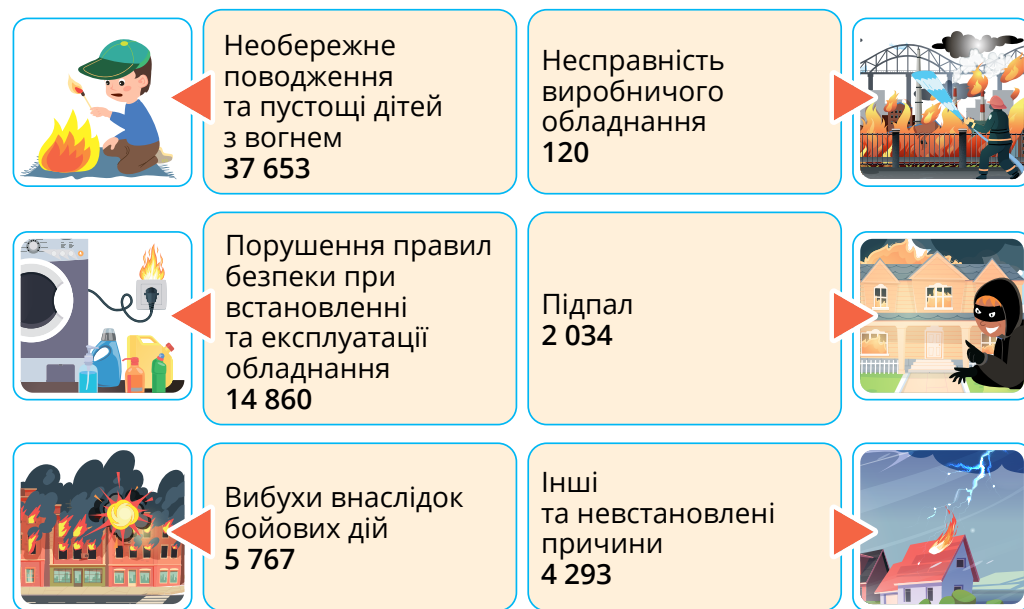 Необережне
поводження
та пустощі дітей
з вогнем
37 653
Несправність
виробничого
обладнання
120
Порушення правил
безпеки при
встановленні
та експлуатації
обладнання
14 860
Підпал
2 034
Вибухи внаслідок
бойових дій
5 767
Інші
та невстановлені
причини
4 293